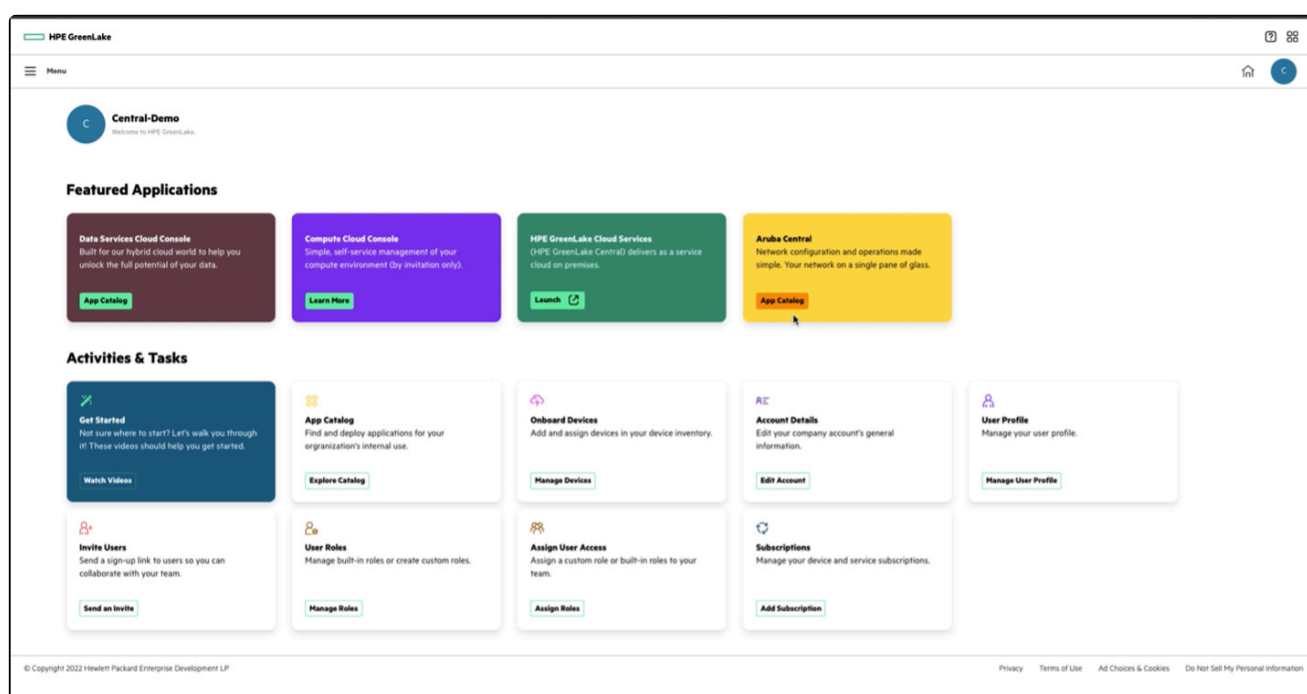 HPE GreenLake
Menu
C
C
Central-Demo
Welcome to HPE GreenLake.
Featured Applications
Data Services Cloud Console
Built for our hybrid cloud world to help you
unlock the full potential of your data.
App Catalog
Compute Cloud Console
Simple, self-service management of your
compute environment (by invitation only).
Learn More
HPE GreenLake Cloud Services
(HPE GreenLake Central) delivers as a service
cloud on premises.
Launch
Aruba Central
Network configuration and operations made
simple. Your network on a single pane of glass.
App Catalog
Activities & Tasks
Get Started
Not sure where to start? Let's walk you through
it! These videos should help you get started.
Watch Videos
App Catalog
Find and deploy applications for your
orgranization's internal use.
Explore Catalog
Onboard Devices
Add and assign devices in your device inventory.
Manage Devices
Account Details
Edit your company account's general
information.
Edit Account
User Profile
Manage your user profile.
Manage User Profile
Invite Users
Send a sign-up link to users so you can
collaborate with your team.
Send an Invite
User Roles
Manage built-in roles or create custom roles.
Manage Roles
Assign User Access
Assign a custom role or built-in roles to your
team.
Assign Roles
Subscriptions
Manage your device and service subscriptions.
Add Subscription
© Copyright 2022 Hewlett Packard Enterprise Development LP
Privacy Terms of Use Ad Choices & Cookies Do Not Sell My Personal Information